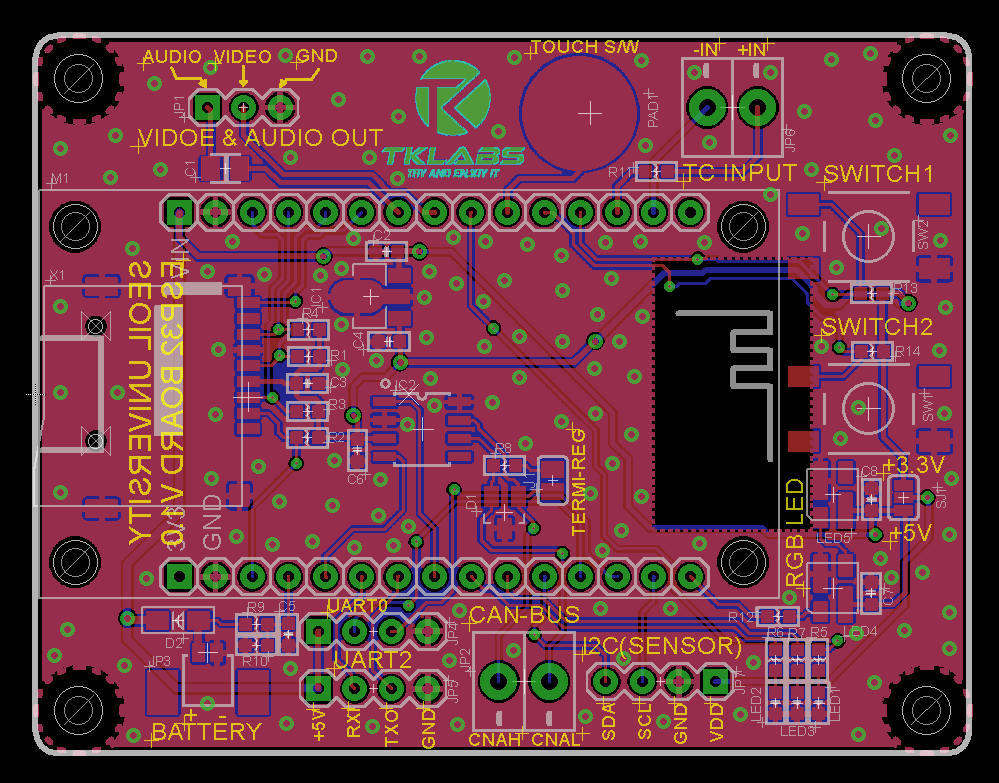 AUDIO VIDEO GND
TOUCH S/W
-IN +IN
JP1
PAD1
JP6
VIDOE & AUDIO OUT
TKLABS
TRY AND ENJOY IT
C1
R11
TC INPUT
SWITCH1
M1
VIN
C2
SW2
X1
IC1
R13
R4
C4
SWITCH2
R1
R14
C3
IC2
R3
SW1
R2
ESP32 BOARD V1.0
SEOIL UNIVERSITY
3V3
GND
C6
R8
TERMI-REG
D1
RGB LED
C8
+3.3V
SJ1
LED5
+5V
C7
UART0
R9
C5
CAN-BUS
R12
D2
R10
JP4
R6 R7 R5
LED4
UART2
I2C(SENSOR)
JP3
JP2
JP5
JP7
LED2
LED1
LED3
+
-
BATTERY
+5V
RXI
TXO
GND
CNAH
CNAL
SDA
SCL
GND
VDD